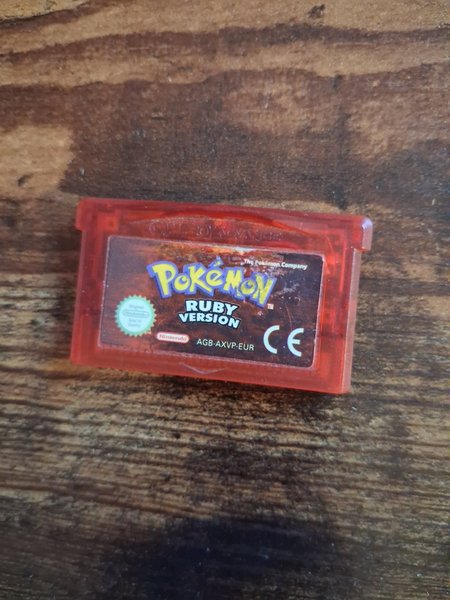 The Pokémon Company
POKéMON
RUBY
VERSION
Nintendo
AGB-AXVP-EUR
CE